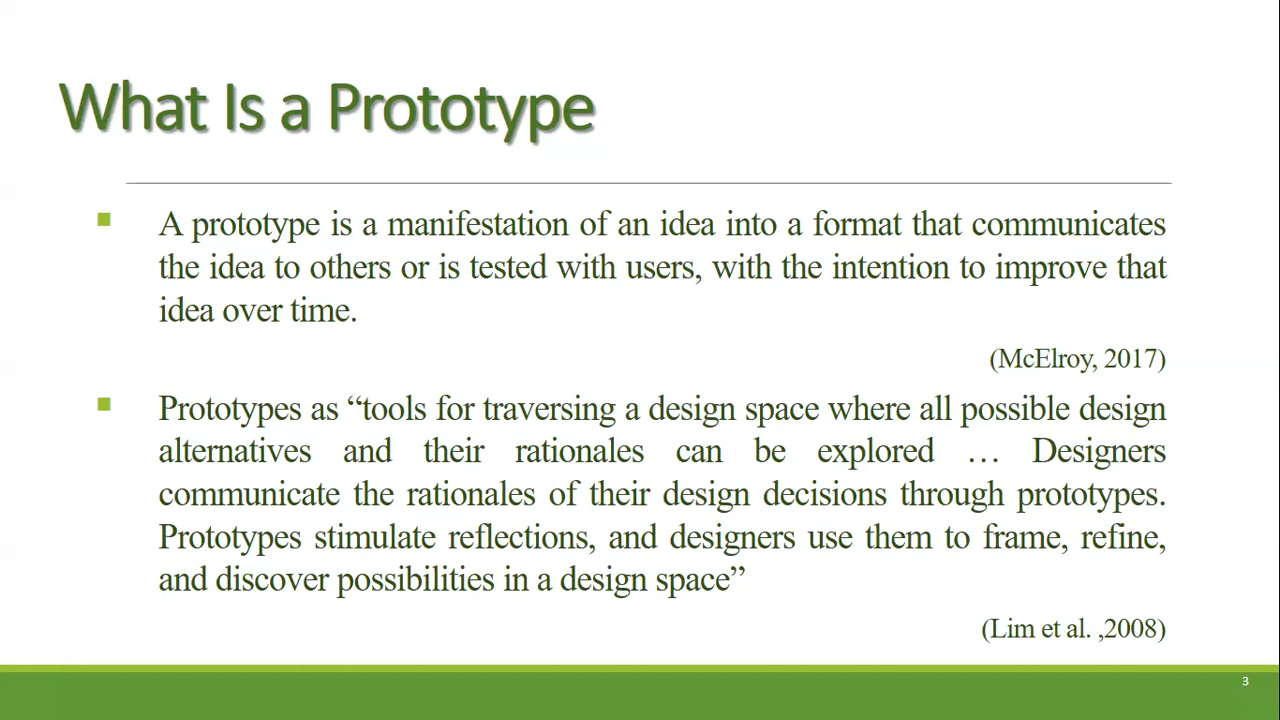 What Is a Prototype
A prototype is a manifestation of an idea into a format that communicates
the idea to others or is tested with users, with the intention to improve that
idea over time.
(McElroy, 2017)
Prototypes as “tools for traversing a design space where all possible design
alternatives and their rationales can be explored … Designers
communicate the rationales of their design decisions through prototypes.
Prototypes stimulate reflections, and designers use them to frame, refine,
and discover possibilities in a design space”
(Lim et al. ,2008)
3